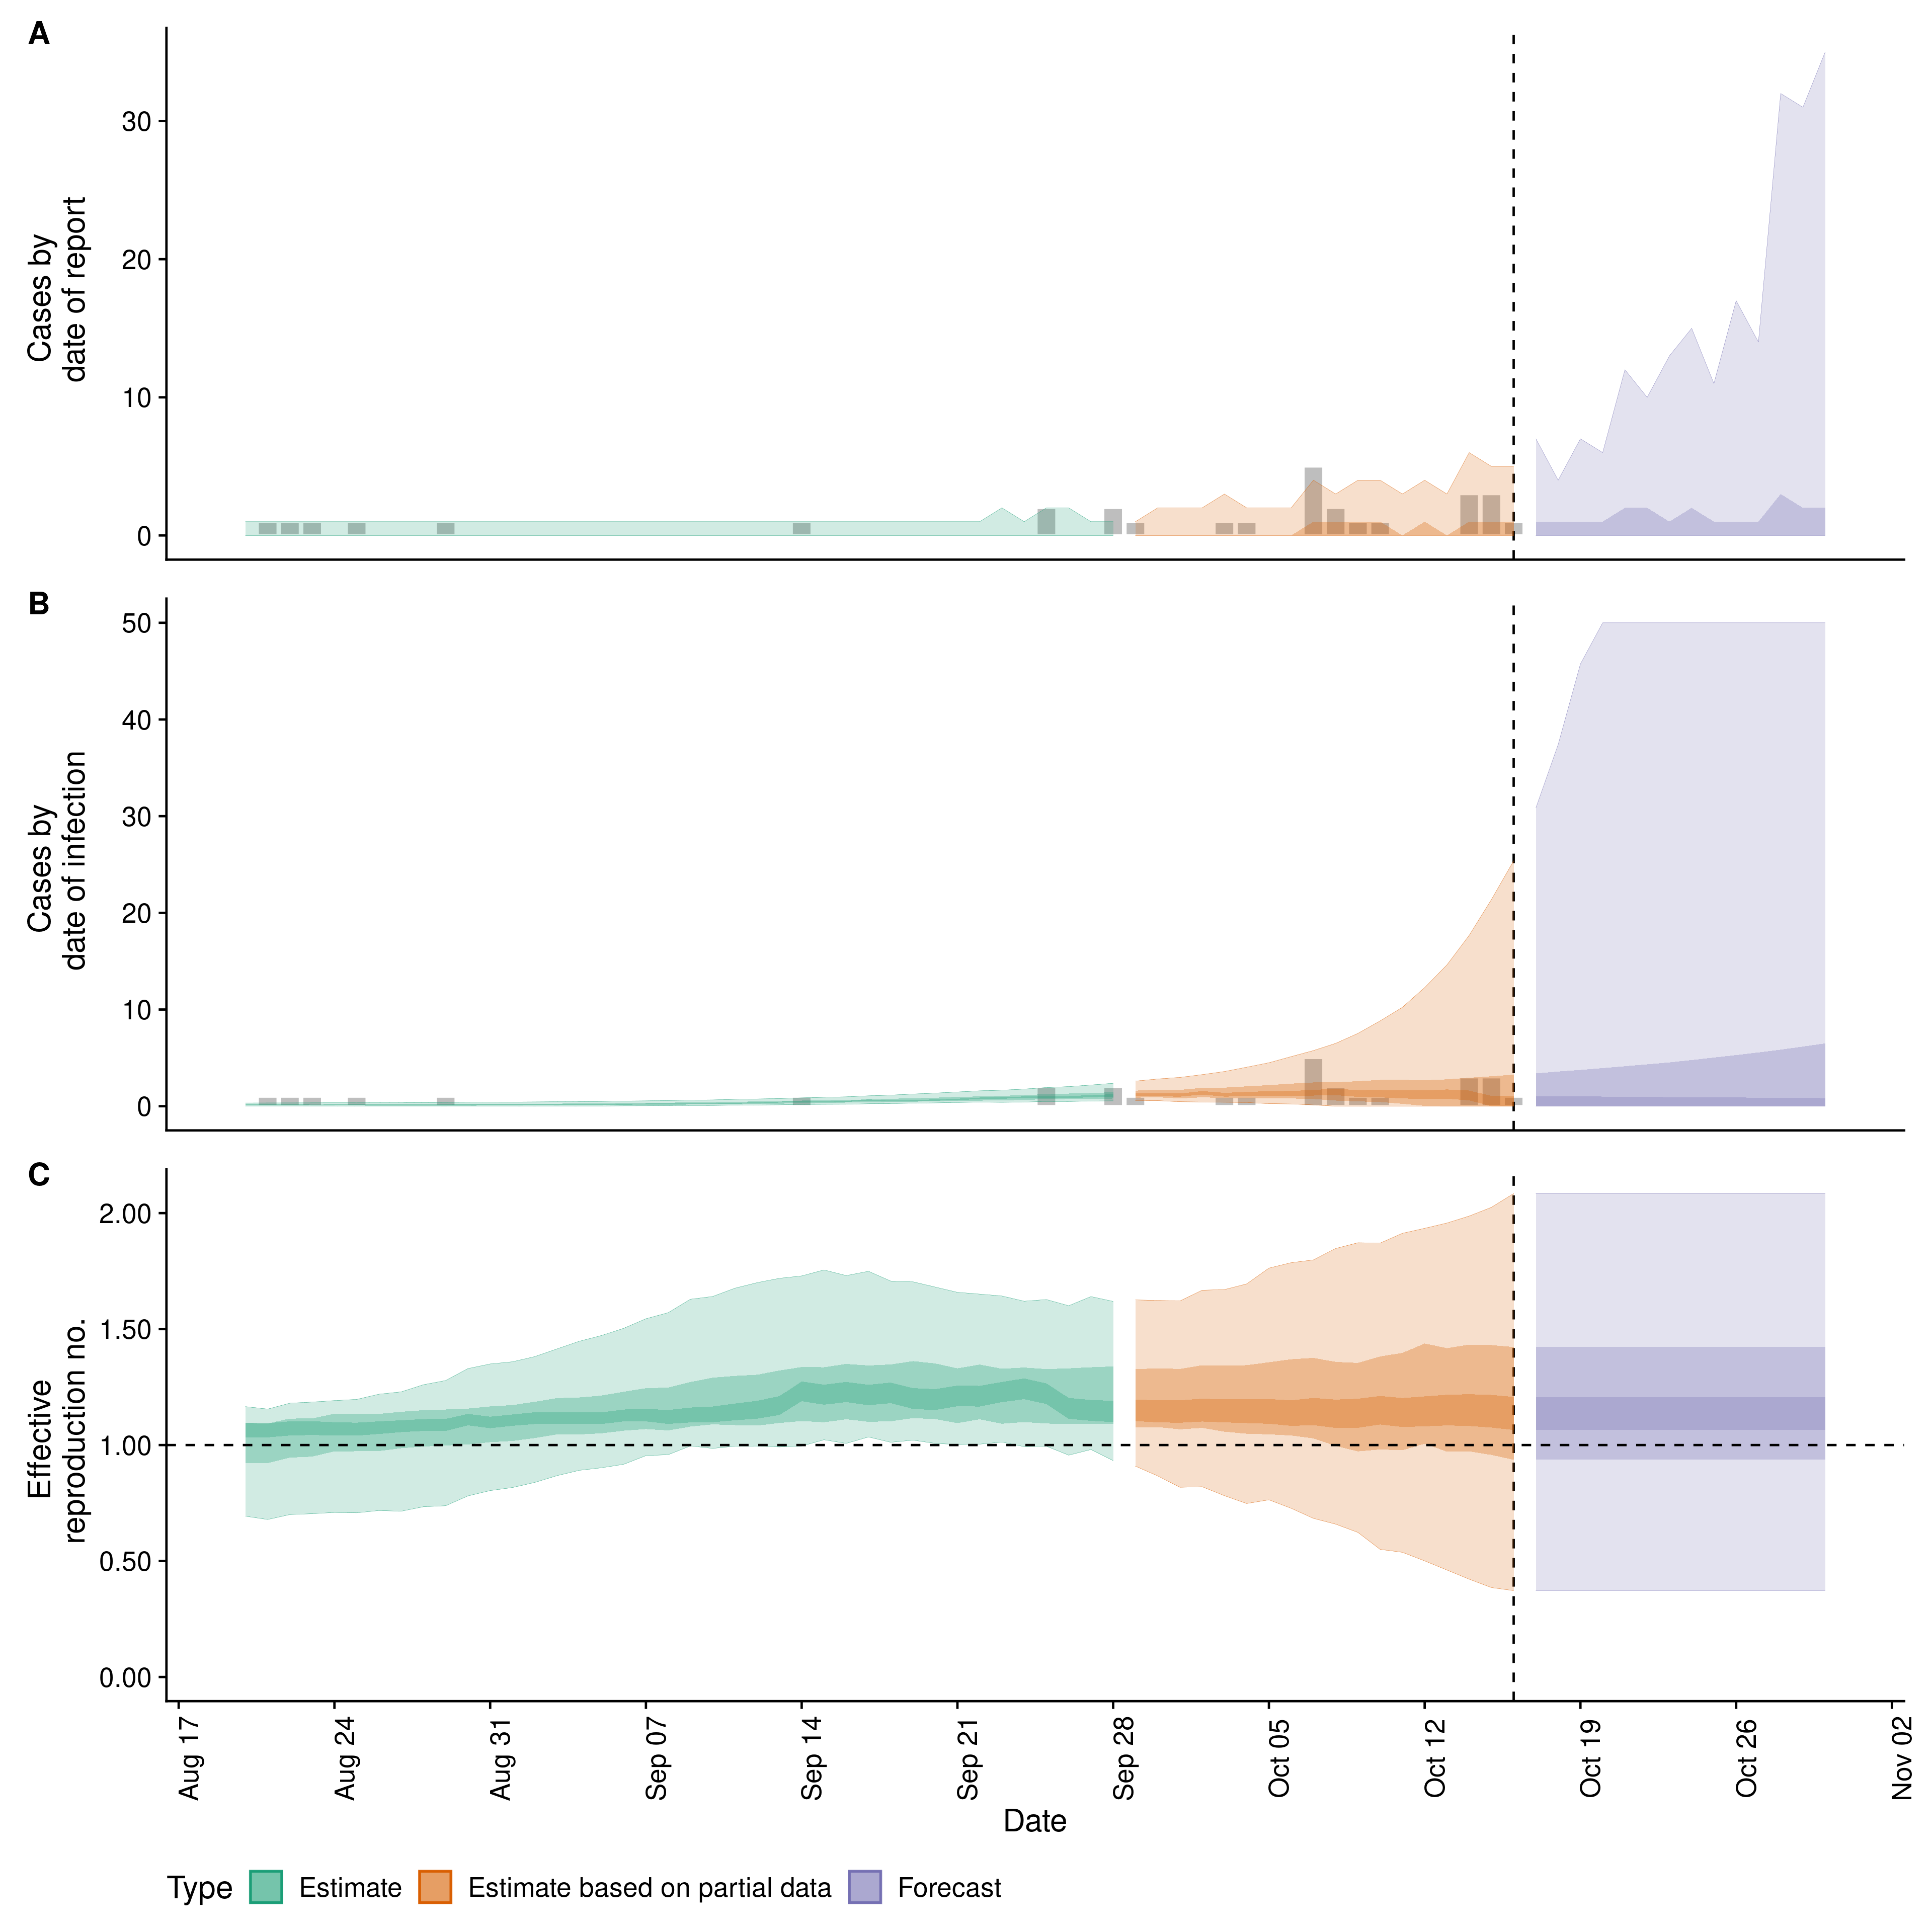 A
Cases by
date of report
30
20
10
0
B
Cases by
date of infection
50
40
30
20
10
0
C
Effective
reproduction no.
2.00
1.50
1.00
0.50
0.00
Aug 17
Aug 24
Aug 31
Sep 07
Sep 14
Sep 21
Sep 28
Oct 05
Oct 12
Oct 19
Oct 26
Nov 02
Date
Type Estimate Estimate based on partial data Forecast